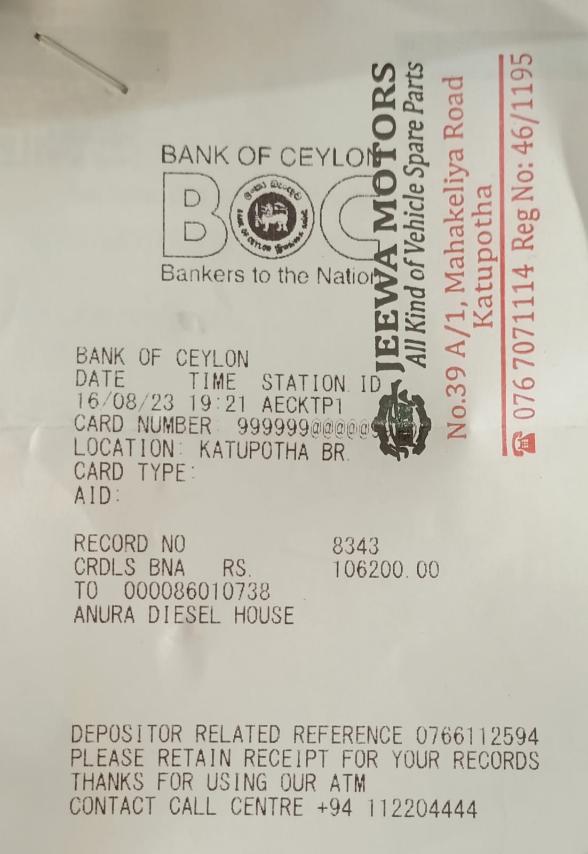 BANK OF CEYLON
BOC
Bankers to the Nation
JEEWA MOTORS
All Kind of Vehicle Spare Parts
No.39 A/1, Mahakeliya Road
Katupotha
076 7071114 Reg No: 46/1195
BANK OF CEYLON
DATE TIME STATION ID
16/08/23 19:21 AECKTP1
CARD NUMBER 999999@@@@@
LOCATION: KATUPOTHA BR.
CARD TYPE:
AID:
RECORD NO 8343
CRDLS BNA RS. 106200.00
TO 000086010738
ANURA DIESEL HOUSE
DEPOSITOR RELATED REFERENCE 0766112594
PLEASE RETAIN RECEIPT FOR YOUR RECORDS
THANKS FOR USING OUR ATM
CONTACT CALL CENTRE +94 112204444